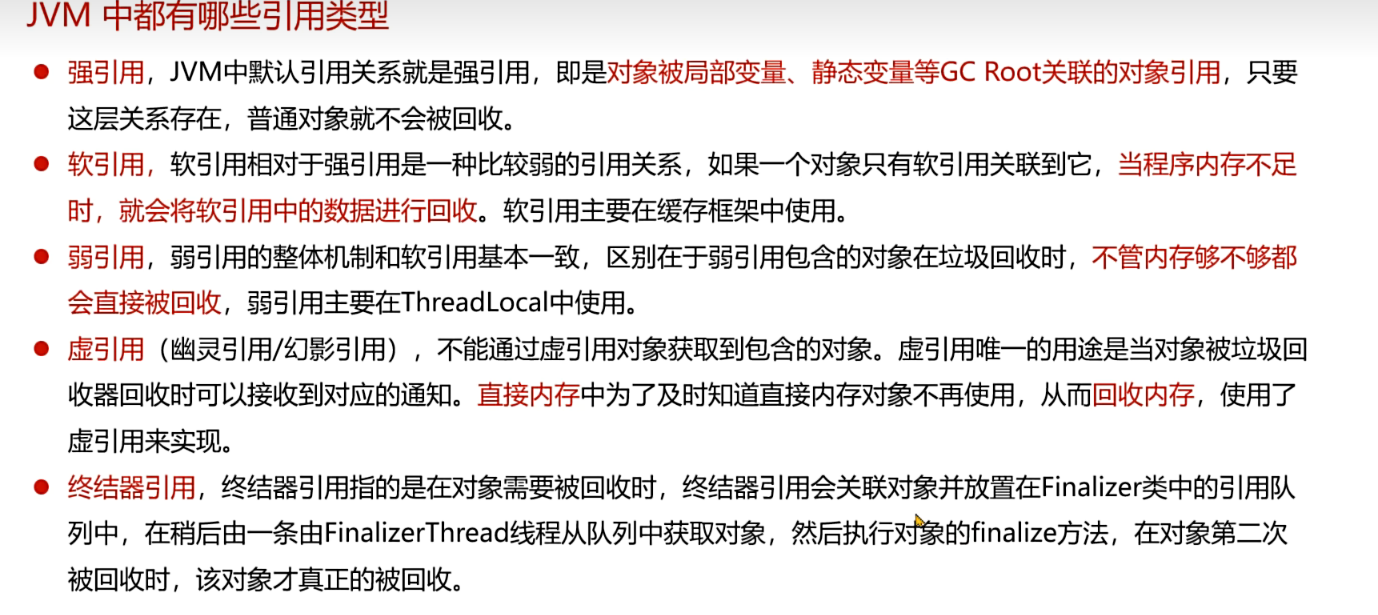 JVM 中都有哪些引用类型
● 强引用，JVM中默认引用关系就是强引用，即是对象被局部变量、静态变量等GC Root关联的对象引用，只要
这层关系存在，普通对象就不会被回收。
● 软引用，软引用相对于强引用是一种比较弱的引用关系，如果一个对象只有软引用关联到它，当程序内存不足
时，就会将软引用中的数据进行回收。软引用主要在缓存框架中使用。
● 弱引用，弱引用的整体机制和软引用基本一致，区别在于弱引用包含的对象在垃圾回收时，不管内存够不够都
会直接被回收，弱引用主要在ThreadLocal中使用。
● 虚引用（幽灵引用/幻影引用），不能通过虚引用对象获取到包含的对象。虚引用唯一的用途是当对象被垃圾回
收器回收时可以接收到对应的通知。直接内存中为了及时知道直接内存对象不再使用，从而回收内存，使用了
虚引用来实现。
● 终结器引用，终结器引用指的是在对象需要被回收时，终结器引用会关联对象并放置在Finalizer类中的引用队
列中，在稍后由一条由FinalizerThread线程从队列中获取对象，然后执行对象的finalize方法，在对象第二次
被回收时，该对象才真正的被回收。